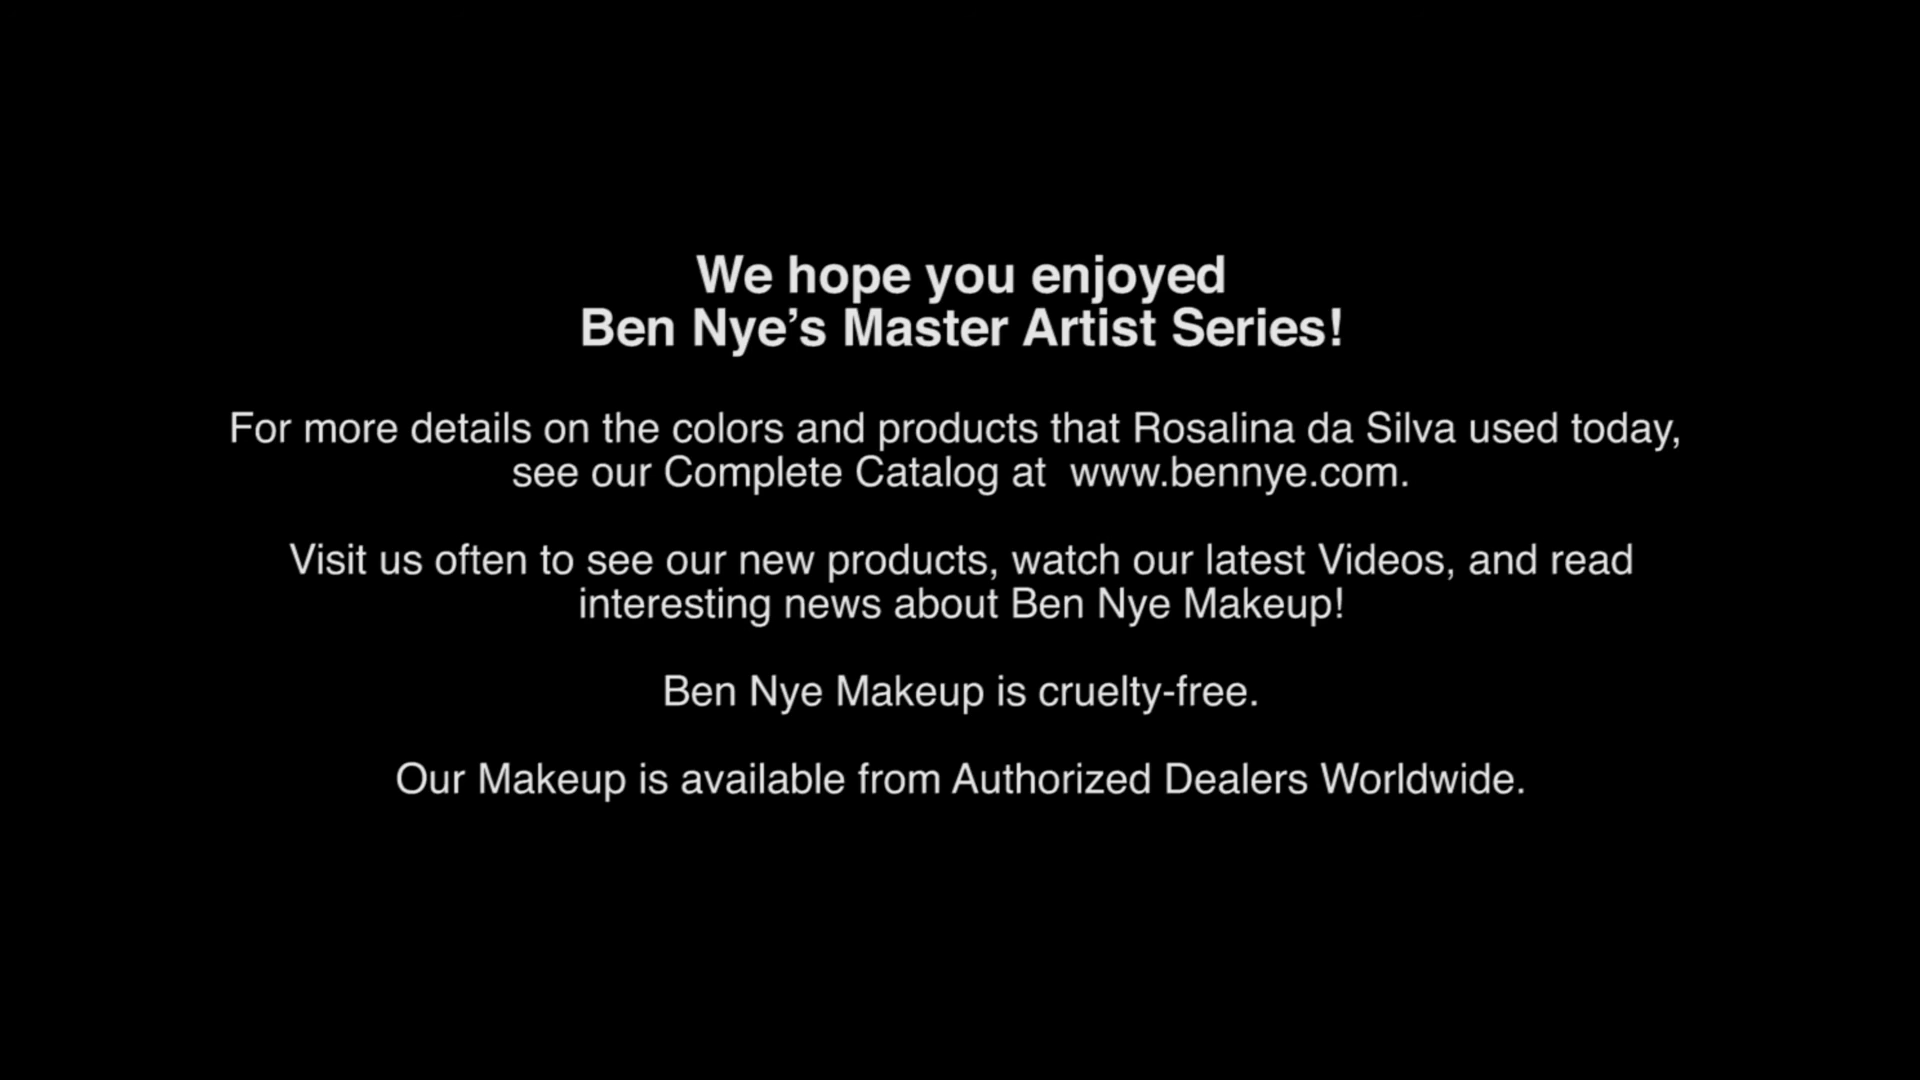 We hope you enjoyed
Ben Nye’s Master Artist Series!
For more details on the colors and products that Rosalina da Silva used today,
see our Complete Catalog at  www.bennye.com.
Visit us often to see our new products, watch our latest Videos, and read
interesting news about Ben Nye Makeup!
Ben Nye Makeup is cruelty-free.
Our Makeup is available from Authorized Dealers Worldwide.